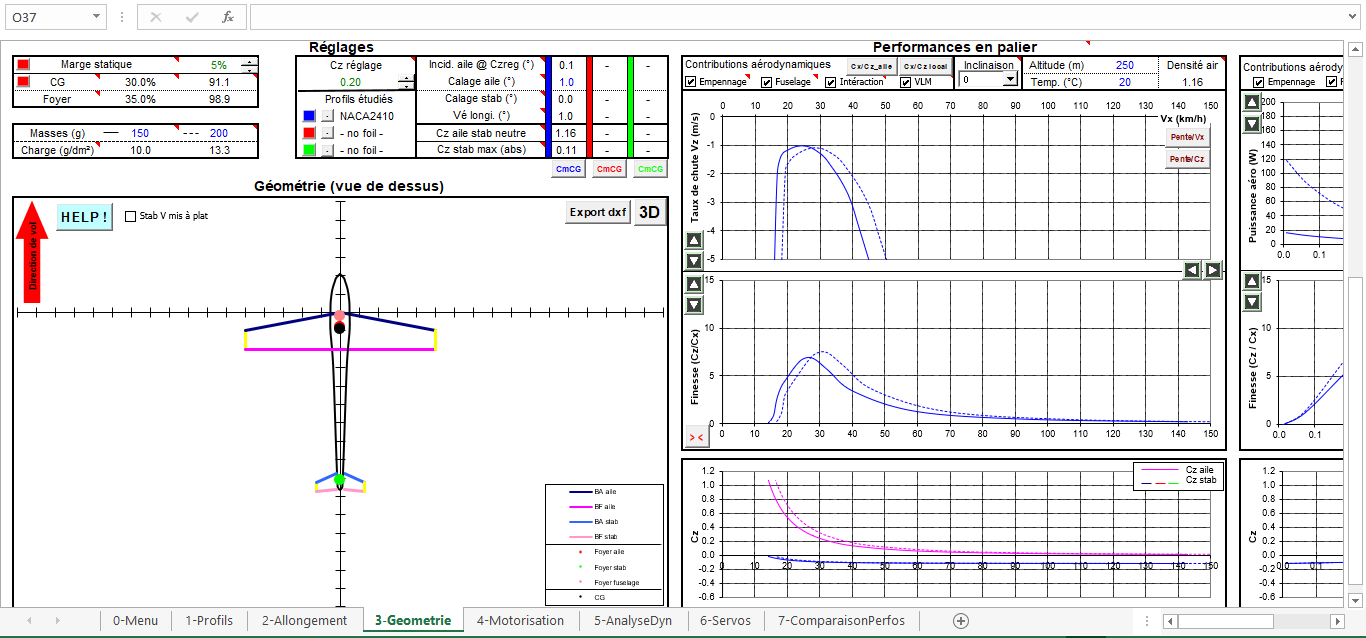 O37
fx
Réglages
Marge statique 5%
CG 30.0% 91.1
Foyer 35.0% 98.9
Masses (g) 150 200
Charge (g/dm²) 10.0 13.3
Cz réglage
0.20
Profils étudiés
NACA2410
- no foil -
- no foil -
Incid. aile @ Czreg (°) 0.1 - -
Calage aile (°) 1.0 - -
Calage stab (°) 0.0 - -
Vé longi. (°) 1.0 - -
Cz aile stab neutre 1.16 - -
Cz stab max (abs) 0.11 - -
CmCG CmCG CmCG
Géométrie (vue de dessus)
Direction de vol
HELP !
Stab V mis à plat
Export dxf
3D
BA aile
BF aile
BA stab
BF stab
Foyer aile
Foyer stab
Foyer fuselage
CG
Performances en palier
Contributions aérodynamiques
Cx/Cz_aile
Cx/Cz local
Empennage
Fuselage
Intéraction
VLM
Inclinaison
0
Altitude (m) 250
Temp. (°C) 20
Densité air
1.16
0 10 20 30 40 50 60 70 80 90 100 110 120 130 140 150
Vx (km/h)
Pente/Vx
Pente/Cz
Taux de chute Vz (m/s)
0
-1
-2
-3
-4
-5
Finesse (Cz/Cx)
15
10
5
0
> <
0 10 20 30 40 50 60 70 80 90 100 110 120 130 140 150
Cz aile
Cz stab
Cz
1.2
1.0
0.8
0.6
0.4
0.2
0.0
-0.2
-0.4
-0.6
0 10 20 30 40 50 60 70 80 90 100 110 120 130 140 150
Contributions aérody
Empennage
Puissance aéro (W)
200
180
160
140
120
100
80
60
40
20
0
0.0 0.1
Finesse (Cz / Cx)
15
10
5
0
0.0 0.1
Cz
1.2
1.0
0.8
0.6
0.4
0.2
0.0
-0.2
-0.4
-0.6
0.1
0-Menu 1-Profils 2-Allongement 3-Geometrie 4-Motorisation 5-AnalyseDyn 6-Servos 7-ComparaisonPerfos